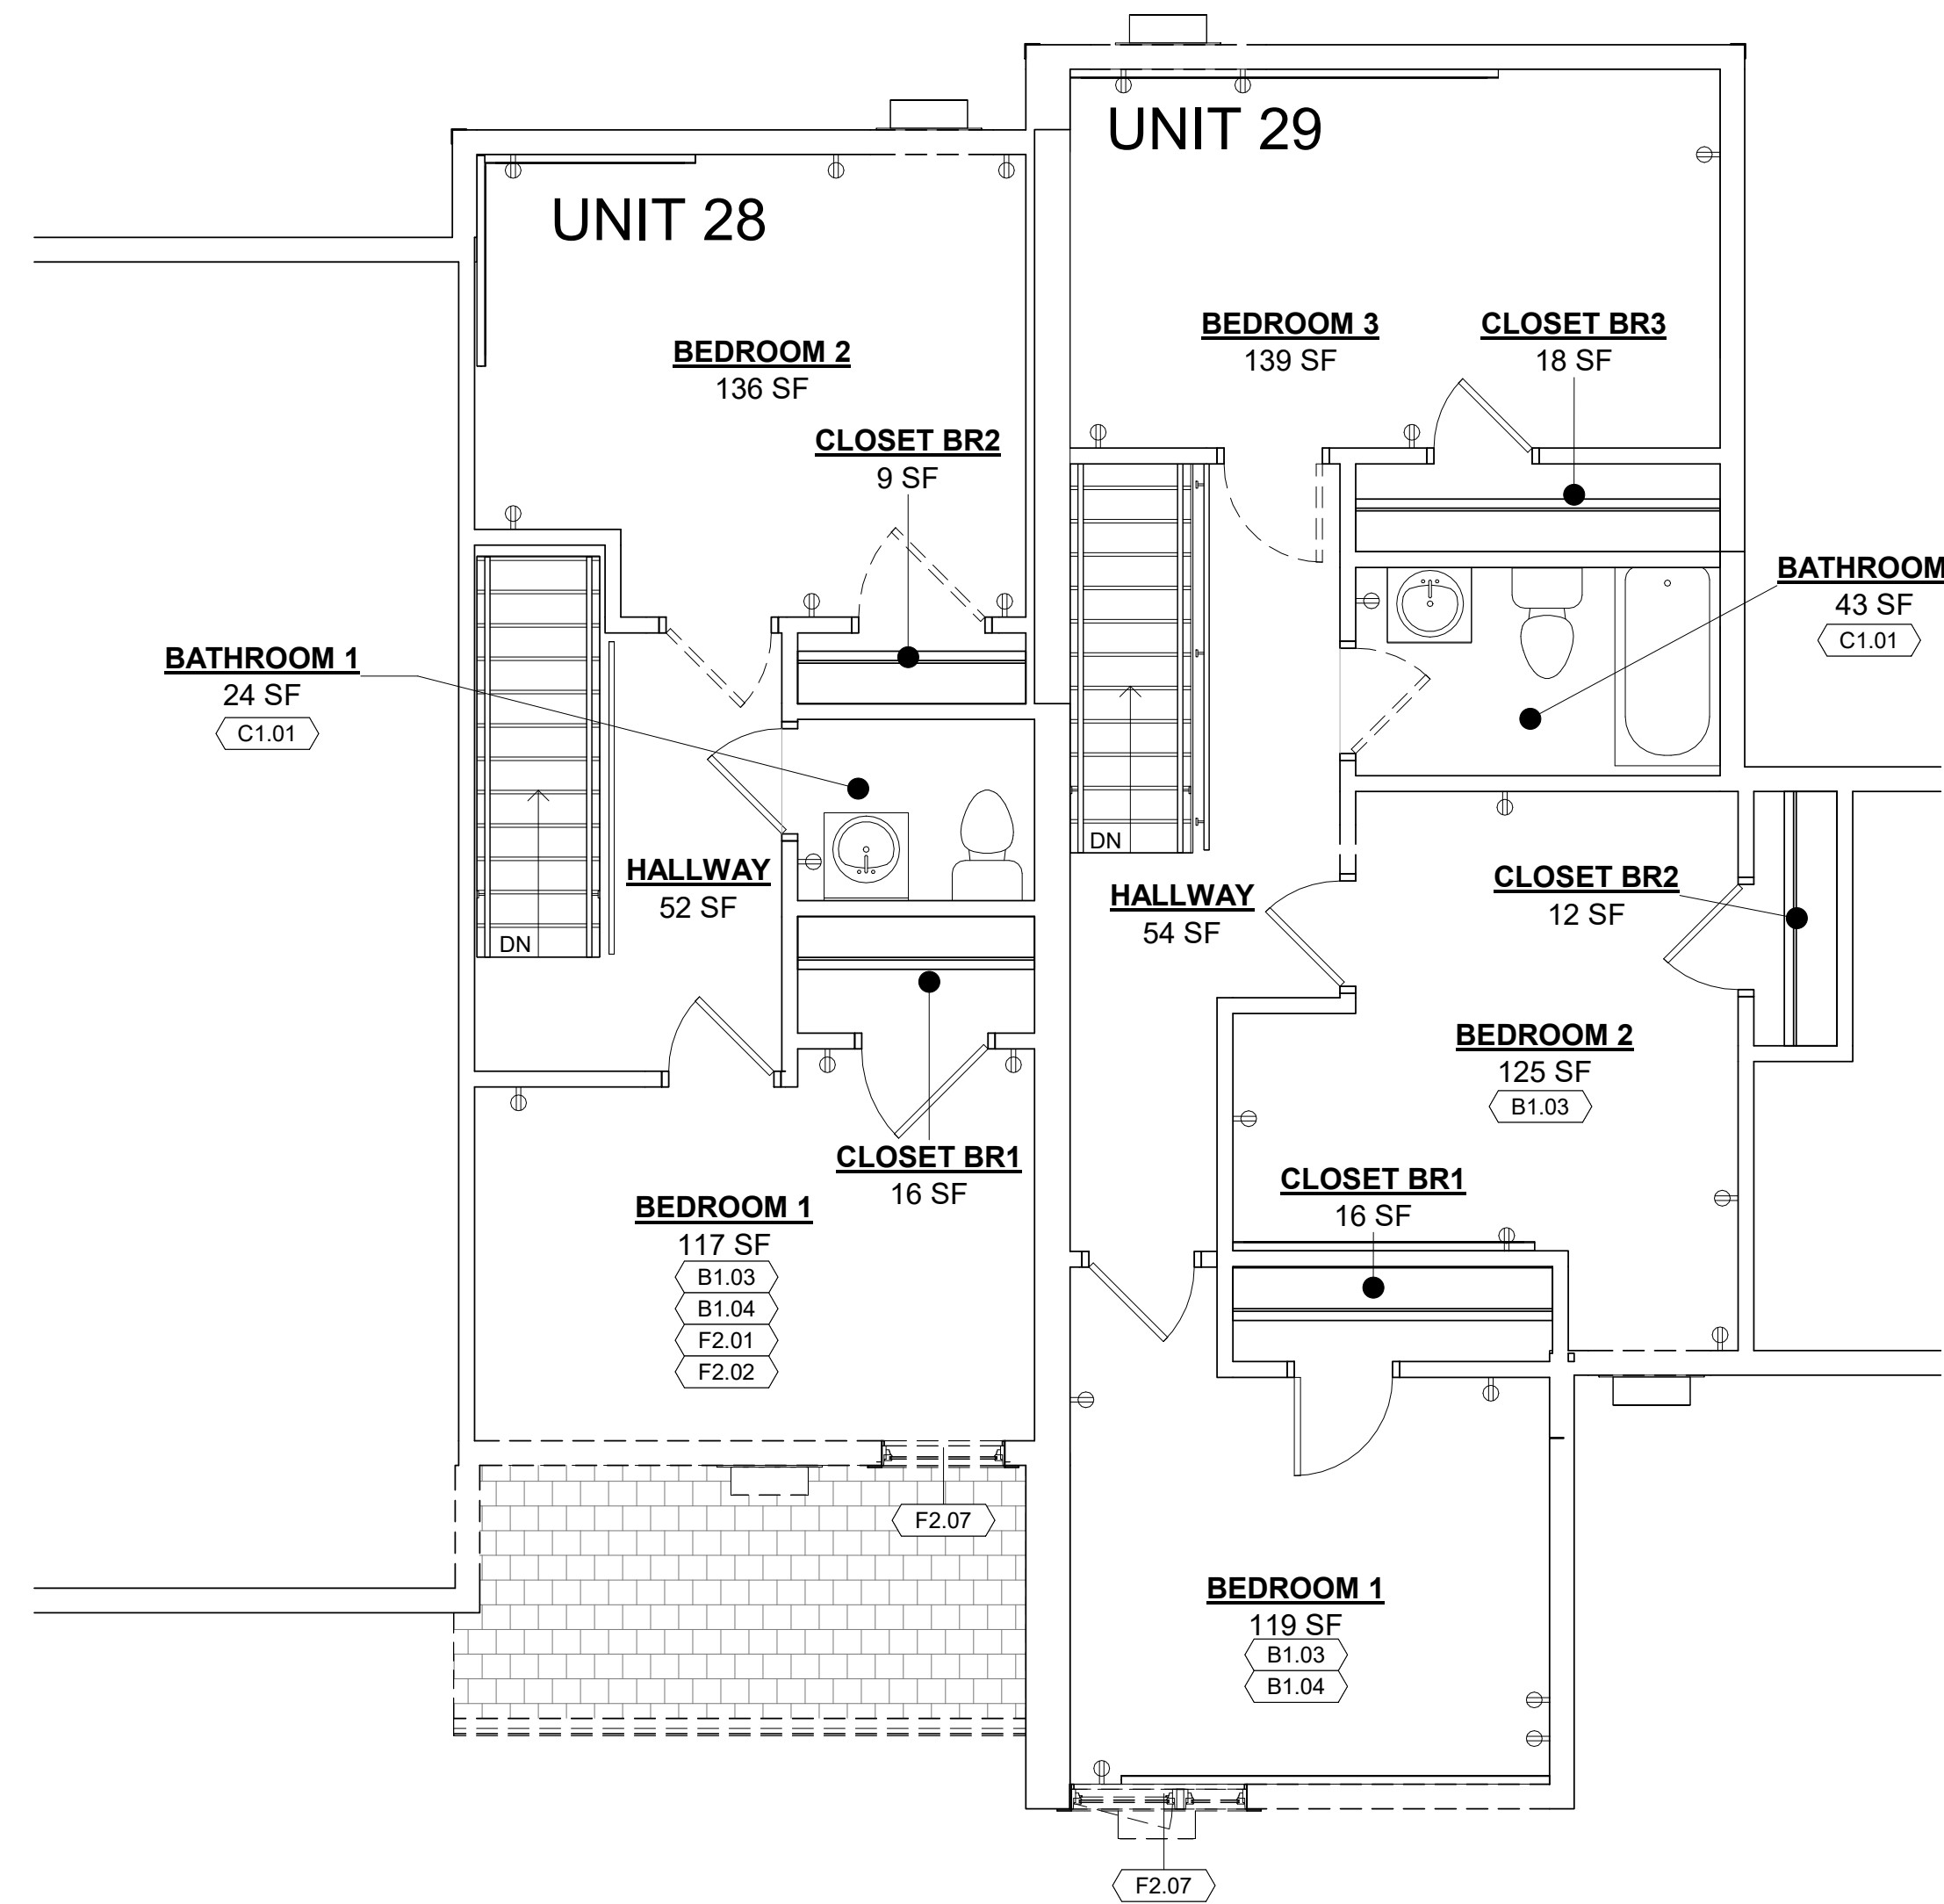 UNIT 28
BEDROOM 2
136 SF
CLOSET BR2
9 SF
BATHROOM 1
24 SF
C1.01
HALLWAY
52 SF
DN
CLOSET BR1
16 SF
BEDROOM 1
117 SF
B1.03
B1.04
F2.01
F2.02
F2.07
UNIT 29
BEDROOM 3
139 SF
CLOSET BR3
18 SF
BATHROOM
43 SF
C1.01
DN
HALLWAY
54 SF
CLOSET BR2
12 SF
BEDROOM 2
125 SF
B1.03
CLOSET BR1
16 SF
BEDROOM 1
119 SF
B1.03
B1.04
F2.07